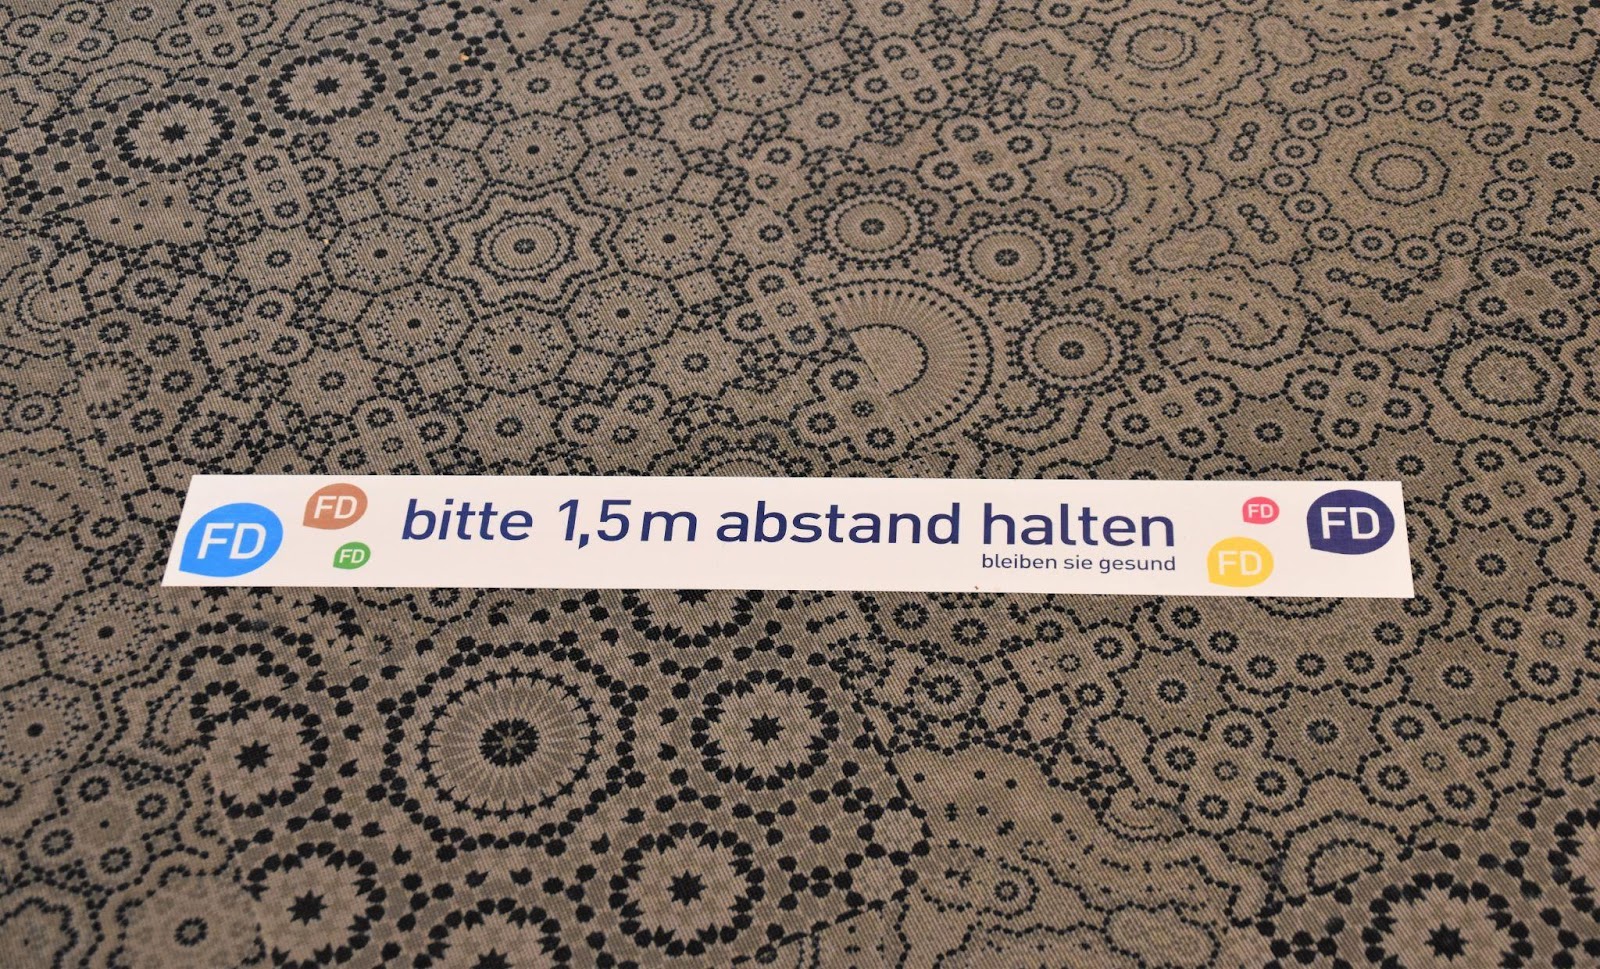 FD
FD
FD
bitte 1,5m abstand halten
bleiben sie gesund
FD
FD
FD